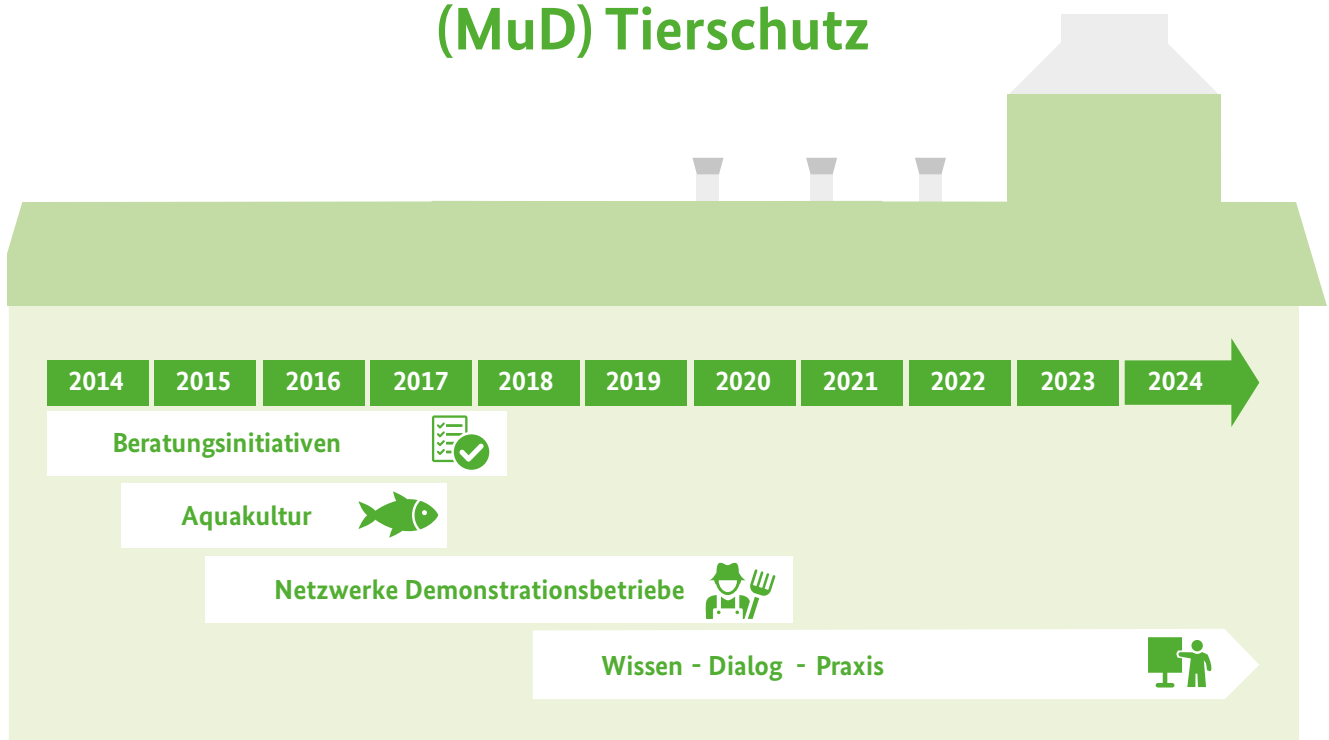 (MuD) Tierschutz
2014 2015 2016 2017 2018 2019 2020 2021 2022 2023 2024
Beratungsinitiativen
Aquakultur
Netzwerke Demonstrationsbetriebe
Wissen - Dialog - Praxis